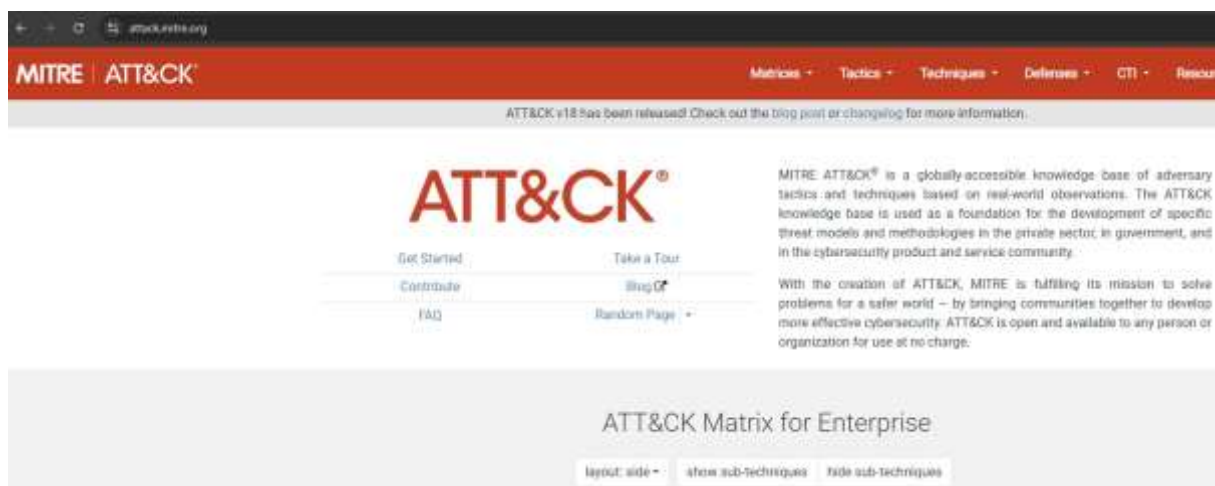 attack.mitre.org
MITRE | ATT&CK®
Matrices Tactics Techniques Defenses CTI Resour
ATT&CK v18 has been released! Check out the blog post or changelog for more information.
ATT&CK®
Get Started Take a Tour
Contribute Blog
FAQ Random Page
MITRE ATT&CK® is a globally-accessible knowledge base of adversary
tactics and techniques based on real-world observations. The ATT&CK
knowledge base is used as a foundation for the development of specific
threat models and methodologies in the private sector, in government, and
in the cybersecurity product and service community.
With the creation of ATT&CK, MITRE is fulfilling its mission to solve
problems for a safer world – by bringing communities together to develop
more effective cybersecurity. ATT&CK is open and available to any person or
organization for use at no charge.
ATT&CK Matrix for Enterprise
layout: side show sub-techniques hide sub-techniques